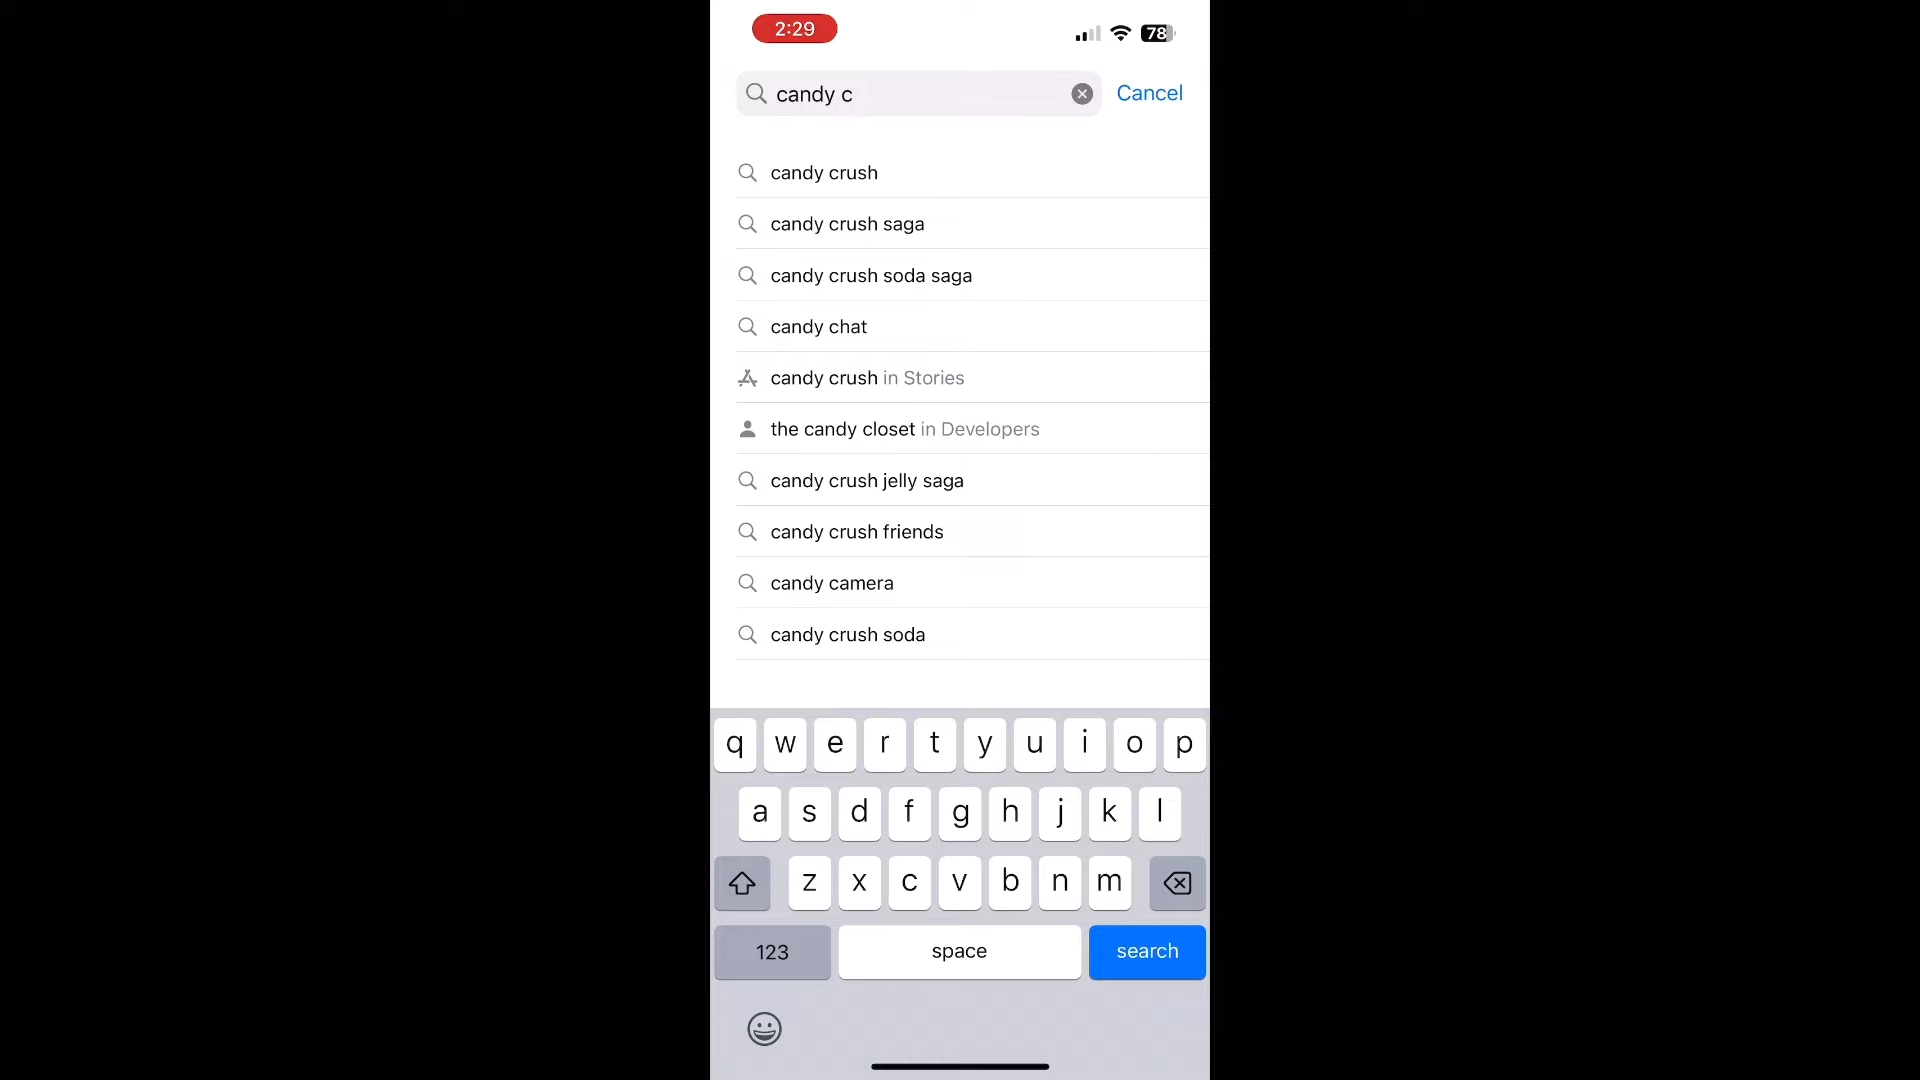 2:29
78
candy c
Cancel
candy crush
candy crush saga
candy crush soda saga
candy chat
candy crush in Stories
the candy closet in Developers
candy crush jelly saga
candy crush friends
candy camera
candy crush soda
q w e r t y u i o p
a s d f g h j k l
z x c v b n m
123 space search